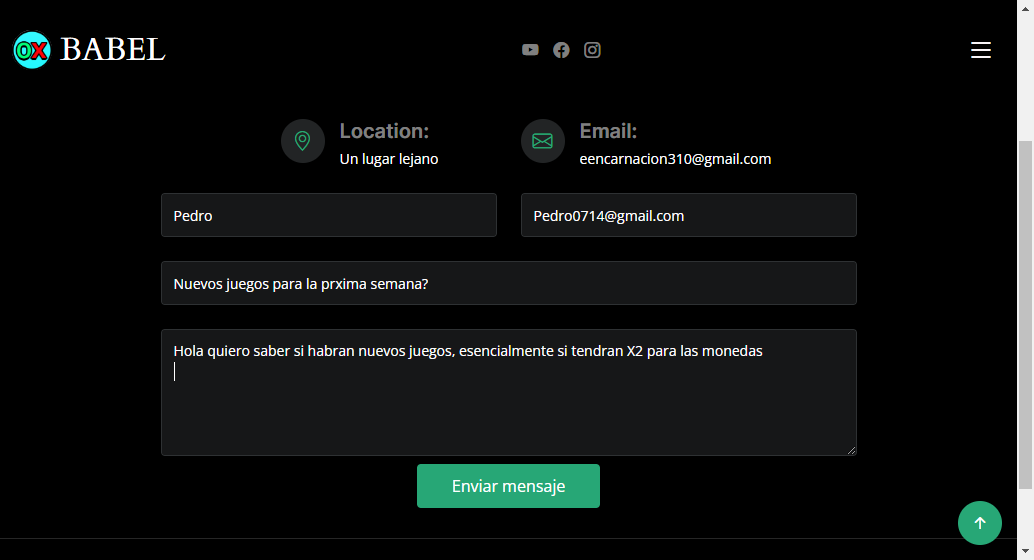 OX BABEL
Location:
Un lugar lejano
Email:
eencarnacion310@gmail.com
Pedro
Pedro0714@gmail.com
Nuevos juegos para la prxima semana?
Hola quiero saber si habran nuevos juegos, esencialmente si tendran X2 para las monedas
Enviar mensaje